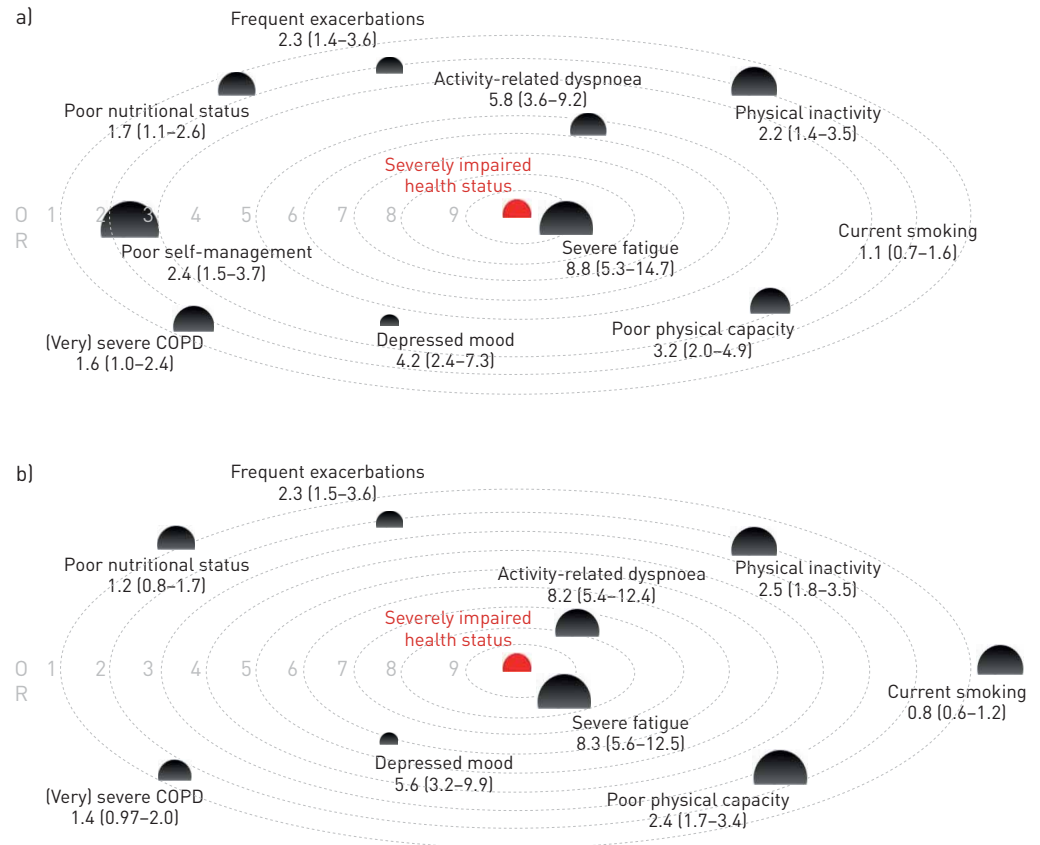 a)
Frequent exacerbations
2.3 (1.4–3.6)
Activity-related dyspnoea
5.8 (3.6–9.2)
Poor nutritional status
1.7 (1.1–2.6)
Physical inactivity
2.2 (1.4–3.5)
Severely impaired
health status
O 1 2 3 4 5 6 7 8 9
R
Severe fatigue
8.8 (5.3–14.7)
Current smoking
1.1 (0.7–1.6)
Poor self-management
2.4 (1.5–3.7)
Poor physical capacity
3.2 (2.0–4.9)
(Very) severe COPD
1.6 (1.0–2.4)
Depressed mood
4.2 (2.4–7.3)
b)
Frequent exacerbations
2.3 (1.5–3.6)
Poor nutritional status
1.2 (0.8–1.7)
Activity-related dyspnoea
8.2 (5.4–12.4)
Physical inactivity
2.5 (1.8–3.5)
Severely impaired
health status
O 1 2 3 4 5 6 7 8 9
R
Current smoking
0.8 (0.6–1.2)
Severe fatigue
8.3 (5.6–12.5)
Depressed mood
5.6 (3.2–9.9)
(Very) severe COPD
1.4 (0.97–2.0)
Poor physical capacity
2.4 (1.7–3.4)